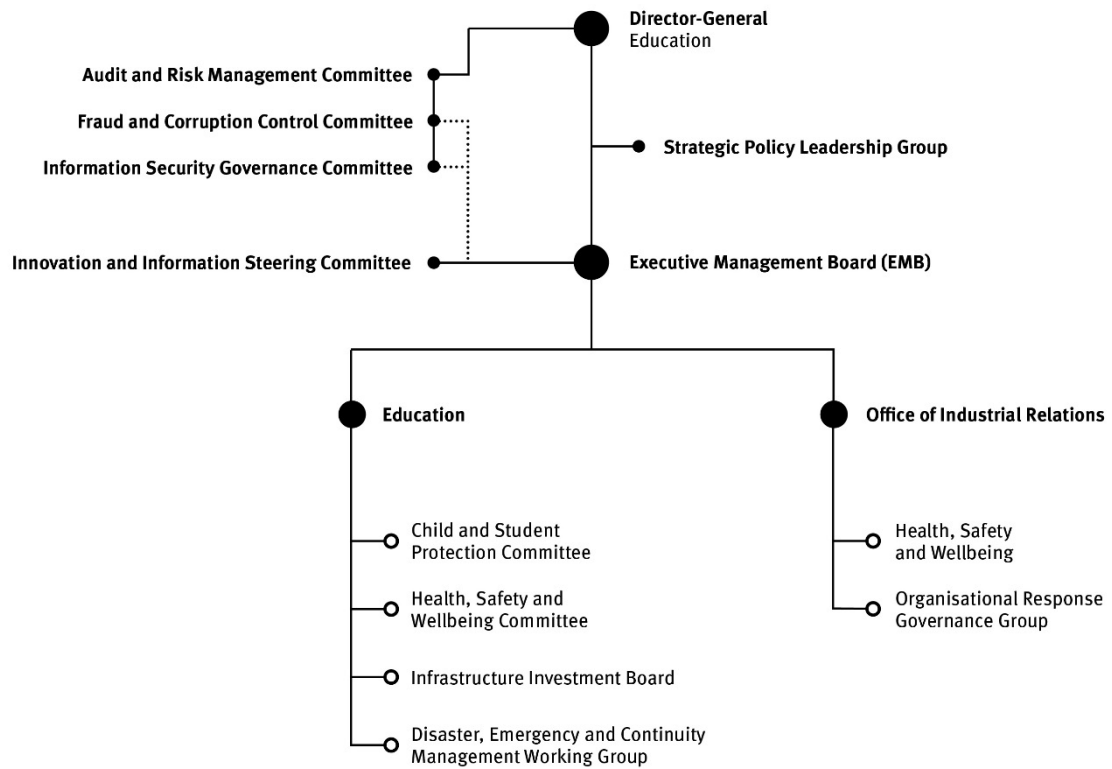 Director-General
Education
Audit and Risk Management Committee
Fraud and Corruption Control Committee
Strategic Policy Leadership Group
Information Security Governance Committee
Innovation and Information Steering Committee
Executive Management Board (EMB)
Education
Office of Industrial Relations
Child and Student
Protection Committee
Health, Safety and
Wellbeing Committee
Infrastructure Investment Board
Disaster, Emergency and Continuity
Management Working Group
Health, Safety
and Wellbeing
Organisational Response
Governance Group